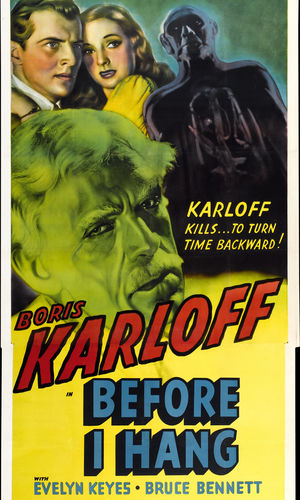 KARLOFF
KILLS...TO TURN
TIME BACKWARD!
BORIS
KARLOFF
IN
BEFORE
I HANG
WITH
EVELYN KEYES · BRUCE BENNETT